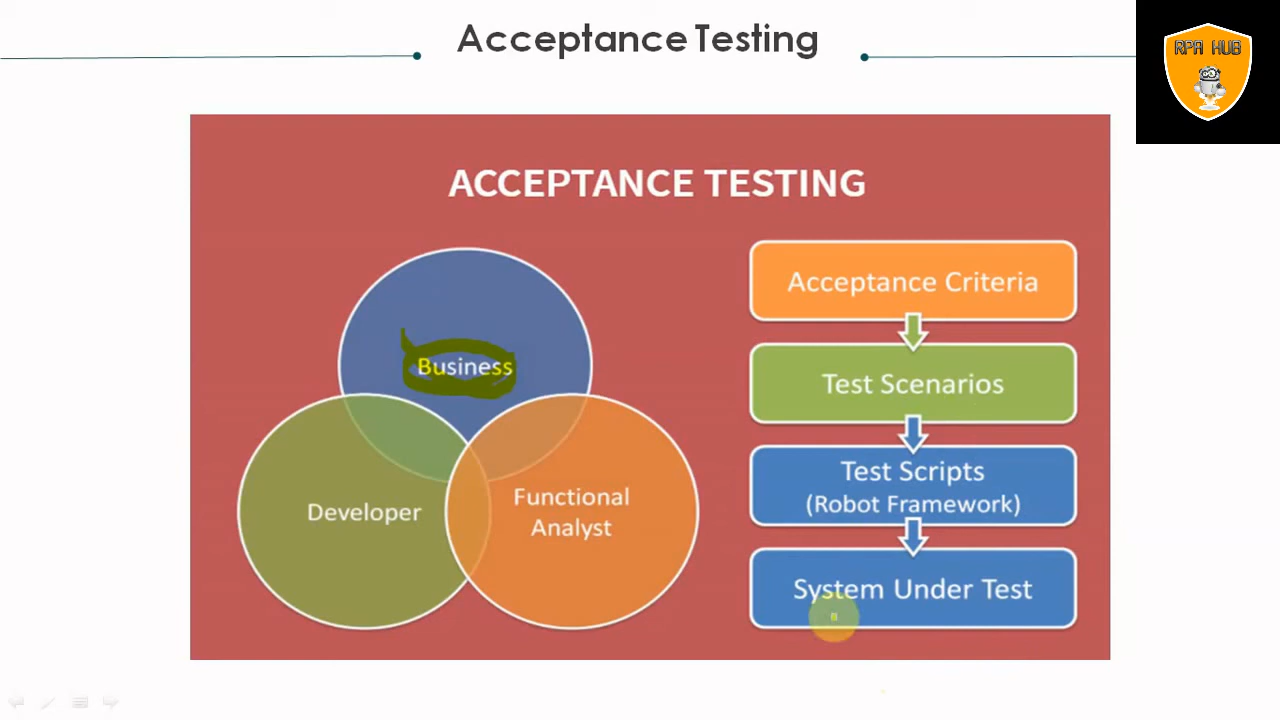 Acceptance Testing
RPA HUB
ACCEPTANCE TESTING
Business
Developer
Functional
Analyst
Acceptance Criteria
Test Scenarios
Test Scripts
(Robot Framework)
System Under Test